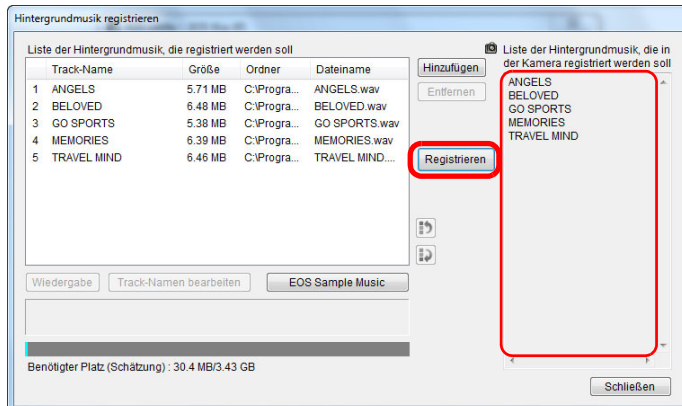 Hintergrundmusik registrieren
Liste der Hintergrundmusik, die registriert werden soll
Track-Name Größe Ordner Dateiname
1 ANGELS 5.71 MB C:\Progra... ANGELS.wav
2 BELOVED 6.48 MB C:\Progra... BELOVED.wav
3 GO SPORTS 5.38 MB C:\Progra... GO SPORTS.wav
4 MEMORIES 6.39 MB C:\Progra... MEMORIES.wav
5 TRAVEL MIND 6.46 MB C:\Progra... TRAVEL MIND....
Wiedergabe Track-Namen bearbeiten EOS Sample Music
Benötigter Platz (Schätzung) : 30.4 MB/3.43 GB
Hinzufügen
Entfernen
Registrieren
Liste der Hintergrundmusik, die in
der Kamera registriert werden soll
ANGELS
BELOVED
GO SPORTS
MEMORIES
TRAVEL MIND
Schließen